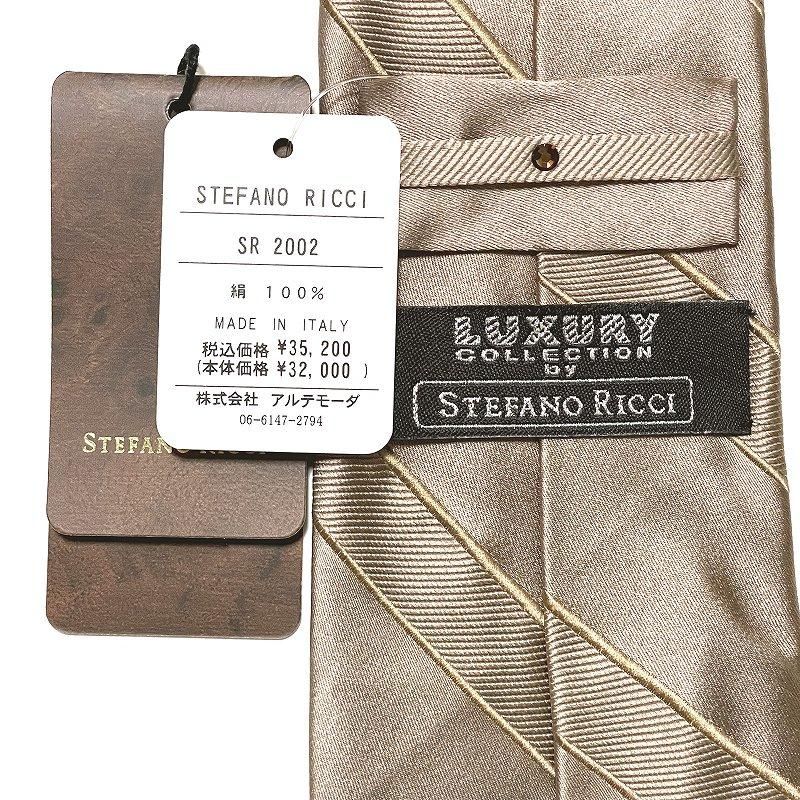 STEFANO RICCI
SR 2002
絹 100%
MADE IN ITALY
税込価格 ¥35,200
(本体価格 ¥32,000 )
株式会社 アルテモーダ
06-6147-2794
STEFANO RICCI
LUXURY
COLLECTION
by
STEFANO RICCI